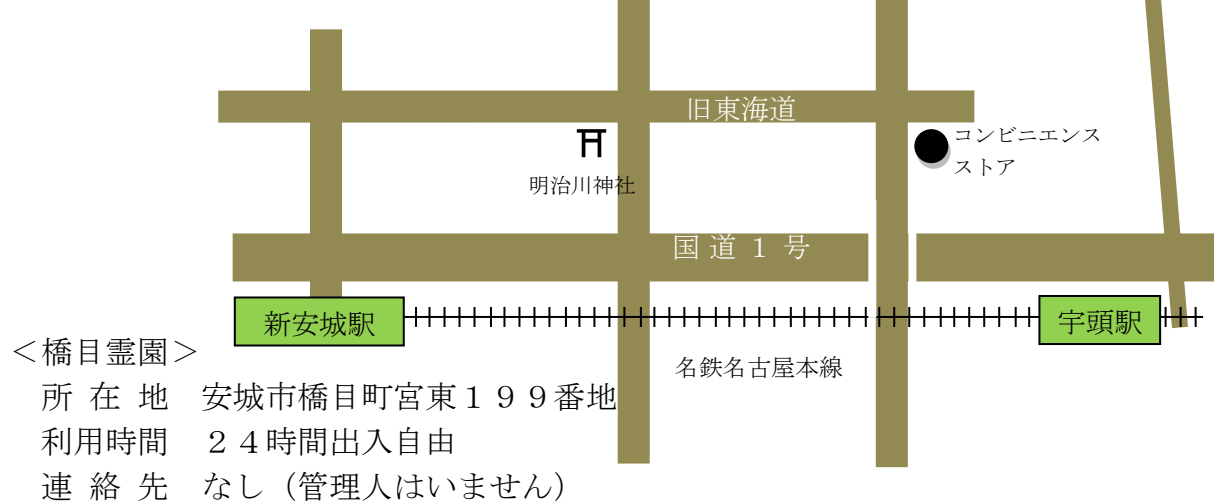 旧東海道
コンビニエンス
ストア
明治川神社
国道１号
新安城駅
宇頭駅
名鉄名古屋本線
＜橋目霊園＞
所在地　安城市橋目町宮東１９９番地
利用時間　２４時間出入自由
連絡先　なし（管理人はいません）